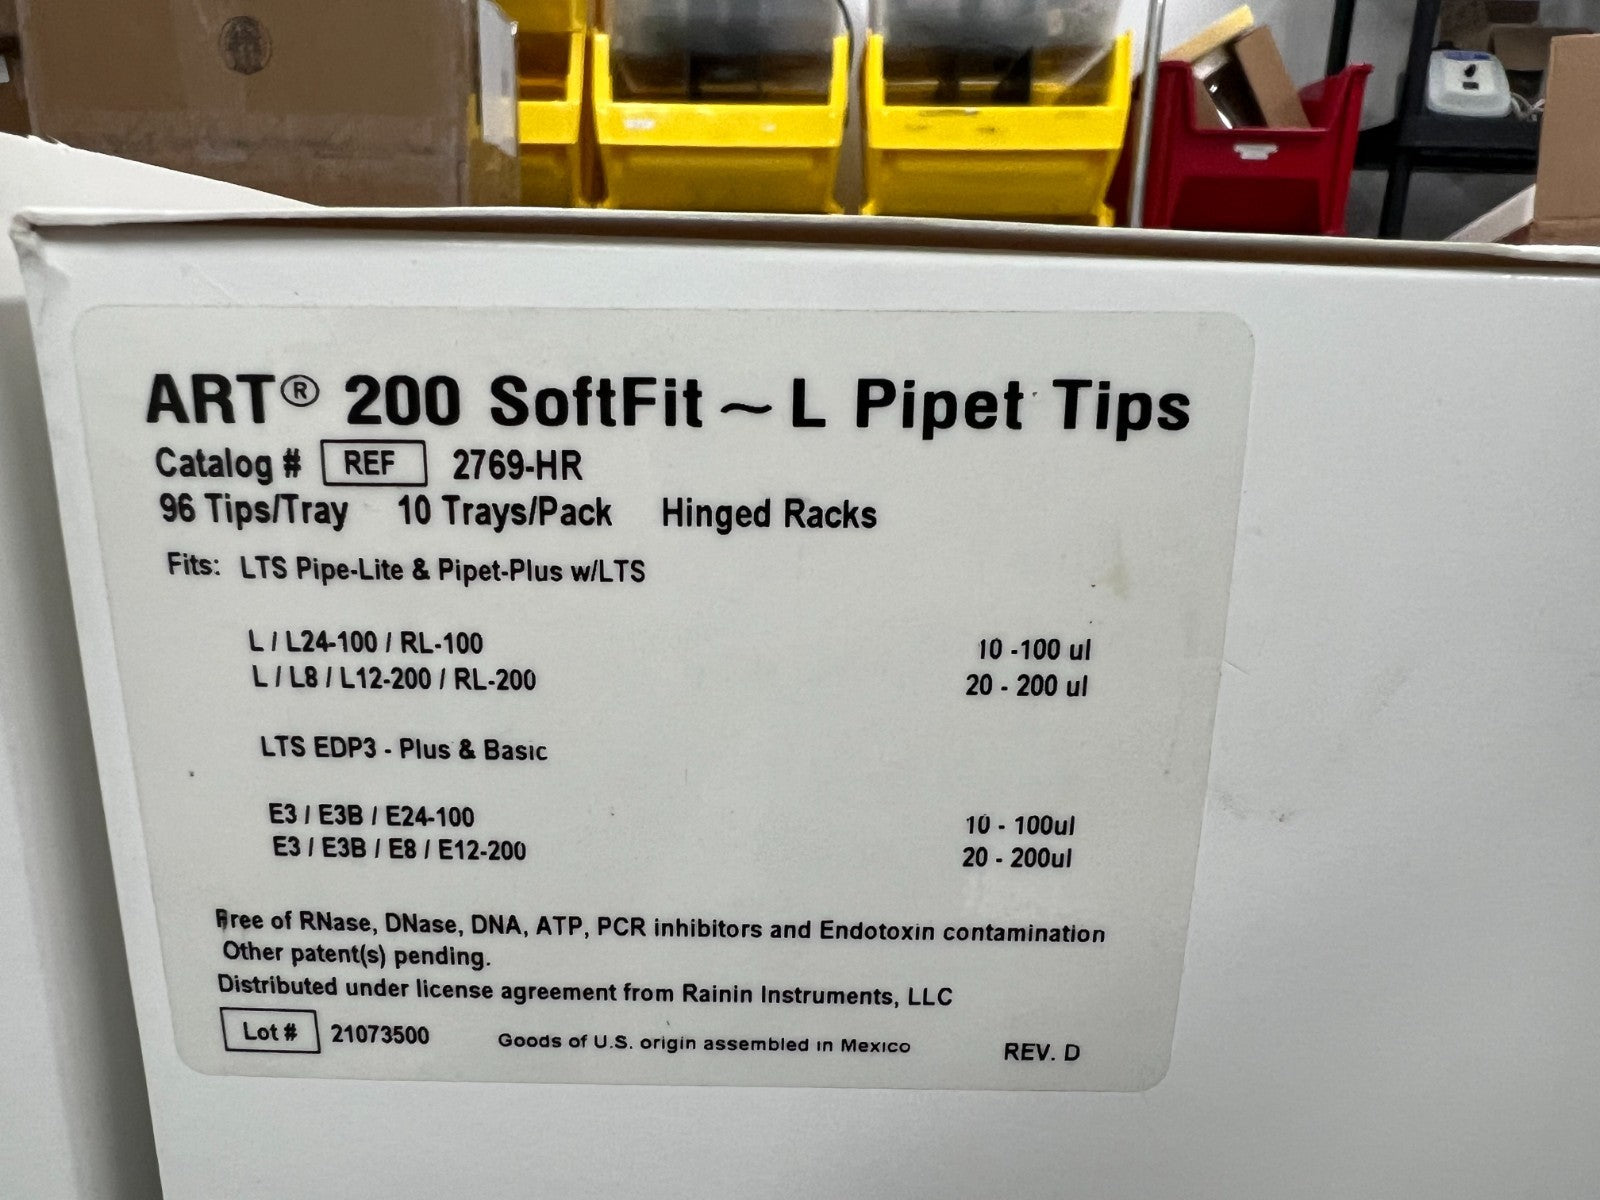 ART® 200 SoftFit ~ L Pipet Tips
Catalog # REF 2769-HR
96 Tips/Tray 10 Trays/Pack Hinged Racks
Fits: LTS Pipe-Lite & Pipet-Plus w/LTS
L / L24-100 / RL-100 10 -100 ul
L / L8 / L12-200 / RL-200 20 - 200 ul
LTS EDP3 - Plus & Basic
E3 / E3B / E24-100 10 - 100ul
E3 / E3B / E8 / E12-200 20 - 200ul
Free of RNase, DNase, DNA, ATP, PCR inhibitors and Endotoxin contamination
Other patent(s) pending.
Distributed under license agreement from Rainin Instruments, LLC
Lot # 21073500 Goods of U.S. origin assembled in Mexico REV. D